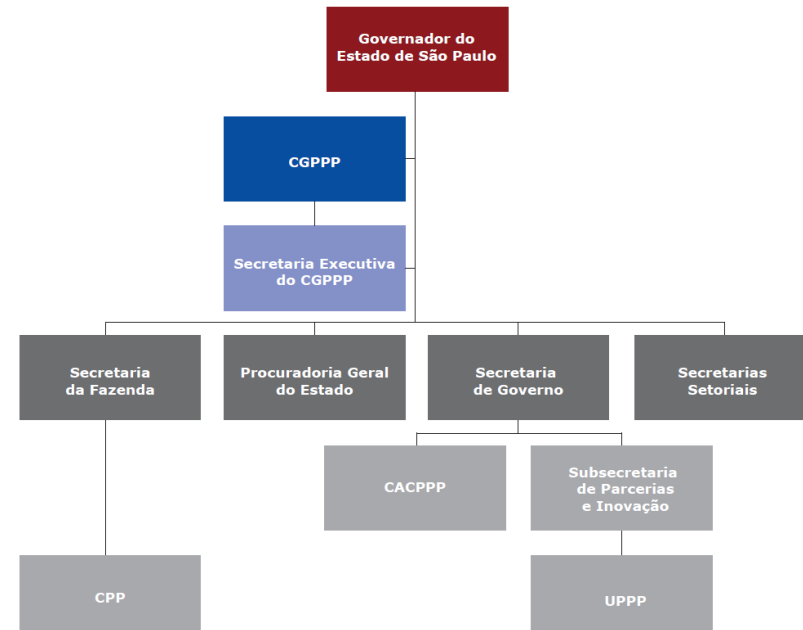 Governador do
Estado de São Paulo
CGPPP
Secretaria Executiva
do CGPPP
Secretaria
da Fazenda
Procuradoria Geral
do Estado
Secretaria
de Governo
Secretarias
Setoriais
CACPPP
Subsecretaria
de Parcerias
e Inovação
CPP
UPPP